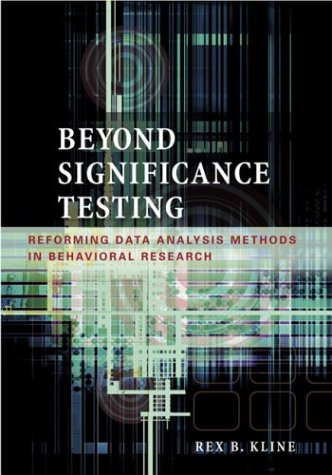 BEYOND
SIGNIFICANCE
TESTING
REFORMING DATA ANALYSIS METHODS
IN BEHAVIORAL RESEARCH
REX B. KLINE